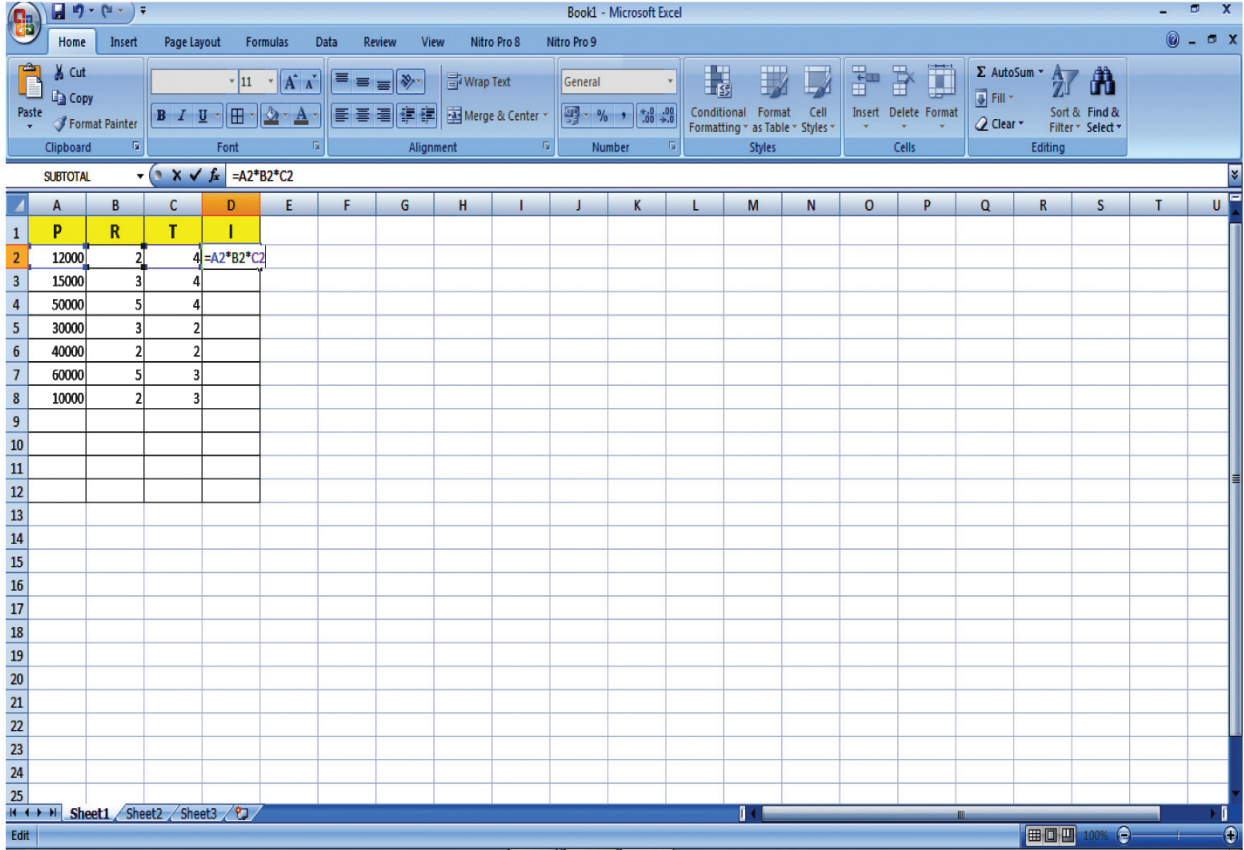 Book1 - Microsoft Excel
Home Insert Page Layout Formulas Data Review View Nitro Pro 8 Nitro Pro 9
Paste
Cut
Copy
Format Painter
Clipboard
11 A A
B I U A
Font
Wrap Text
Merge & Center
Alignment
General
% , .0 .00 .00 .0
Number
Conditional Formatting
Format as Table
Cell Styles
Styles
Insert Delete Format
Cells
Σ AutoSum
Fill
Clear
Sort & Filter
Find & Select
Editing
SUBTOTAL fx =A2*B2*C2
A B C D E F G H I J K L M N O P Q R S T U
1 P R T I
2 12000 2 4 =A2*B2*C2
3 15000 3 4
4 50000 5 4
5 30000 3 2
6 40000 2 2
7 60000 5 3
8 10000 2 3
9
10
11
12
13
14
15
16
17
18
19
20
21
22
23
24
25
Sheet1 Sheet2 Sheet3
Edit 100%